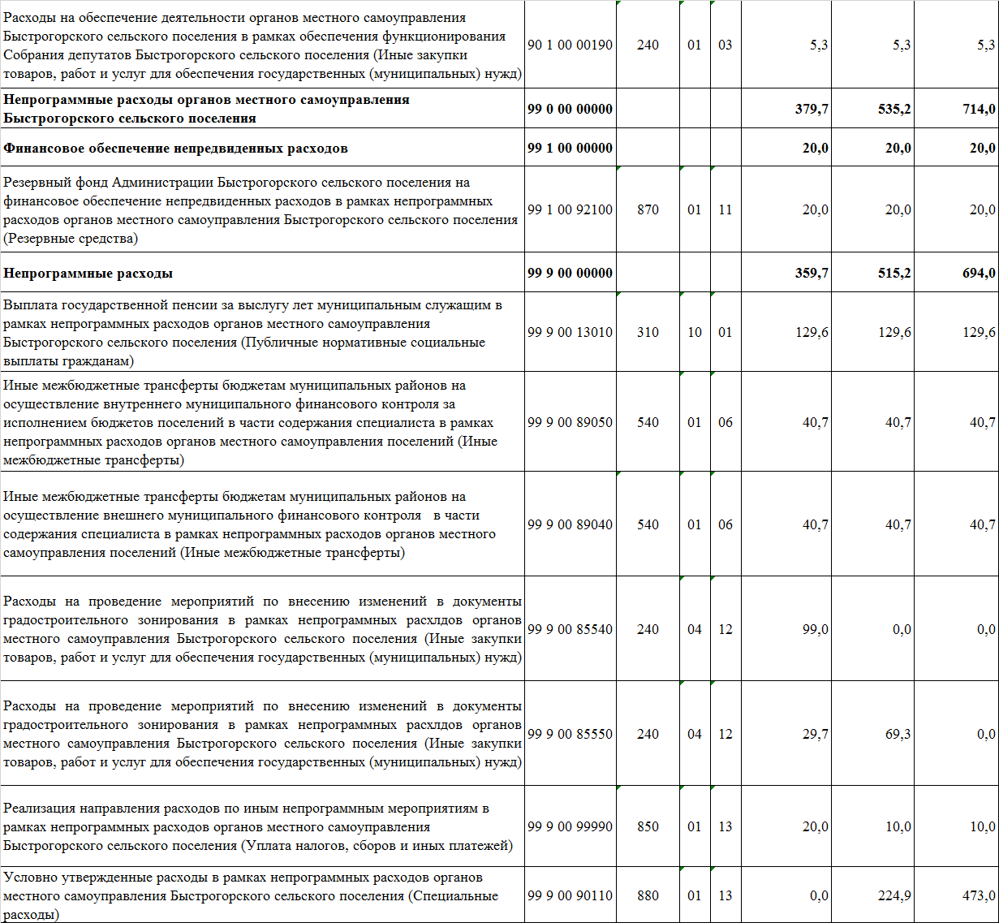 Расходы на обеспечение деятельности органов местного самоуправления
Быстрогорского сельского поселения в рамках обеспечения функционирования
Собрания депутатов Быстрогорского сельского поселения (Иные закупки
товаров, работ и услуг для обеспечения государственных (муниципальных) нужд)
90 1 00 00190 240 01 03 5,3 5,3 5,3
Непрограммные расходы органов местного самоуправления
Быстрогорского сельского поселения
99 0 00 00000 379,7 535,2 714,0
Финансовое обеспечение непредвиденных расходов 99 1 00 00000 20,0 20,0 20,0
Резервный фонд Администрации Быстрогорского сельского поселения на
финансовое обеспечение непредвиденных расходов в рамках непрограммных
расходов органов местного самоуправления Быстрогорского сельского поселения
(Резервные средства)
99 1 00 92100 870 01 11 20,0 20,0 20,0
Непрограммные расходы 99 9 00 00000 359,7 515,2 694,0
Выплата государственной пенсии за выслугу лет муниципальным служащим в
рамках непрограммных расходов органов местного самоуправления
Быстрогорского сельского поселения (Публичные нормативные социальные
выплаты гражданам)
99 9 00 13010 310 10 01 129,6 129,6 129,6
Иные межбюджетные трансферты бюджетам муниципальных районов на
осуществление внутреннего муниципального финансового контроля за
исполнением бюджетов поселений в части содержания специалиста в рамках
непрограммных расходов органов местного самоуправления поселений (Иные
межбюджетные трансферты)
99 9 00 89050 540 01 06 40,7 40,7 40,7
Иные межбюджетные трансферты бюджетам муниципальных районов на
осуществление внешнего муниципального финансового контроля в части
содержания специалиста в рамках непрограммных расходов органов местного
самоуправления поселений (Иные межбюджетные трансферты)
99 9 00 89040 540 01 06 40,7 40,7 40,7
Расходы на проведение мероприятий по внесению изменений в документы
градостроительного зонирования в рамках непрограммных расхлдов органов
местного самоуправления Быстрогорского сельского поселения (Иные закупки
товаров, работ и услуг для обеспечения государственных (муниципальных) нужд)
99 9 00 85540 240 04 12 99,0 0,0 0,0
Расходы на проведение мероприятий по внесению изменений в документы
градостроительного зонирования в рамках непрограммных расхлдов органов
местного самоуправления Быстрогорского сельского поселения (Иные закупки
товаров, работ и услуг для обеспечения государственных (муниципальных) нужд)
99 9 00 85550 240 04 12 29,7 69,3 0,0
Реализация направления расходов по иным непрограммным мероприятиям в
рамках непрограммных расходов органов местного самоуправления
Быстрогорского сельского поселения (Уплата налогов, сборов и иных платежей)
99 9 00 99990 850 01 13 20,0 10,0 10,0
Условно утвержденные расходы в рамках непрограммных расходов органов
местного самоуправления Быстрогорского сельского поселения (Специальные
расходы)
99 9 00 90110 880 01 13 0,0 224,9 473,0